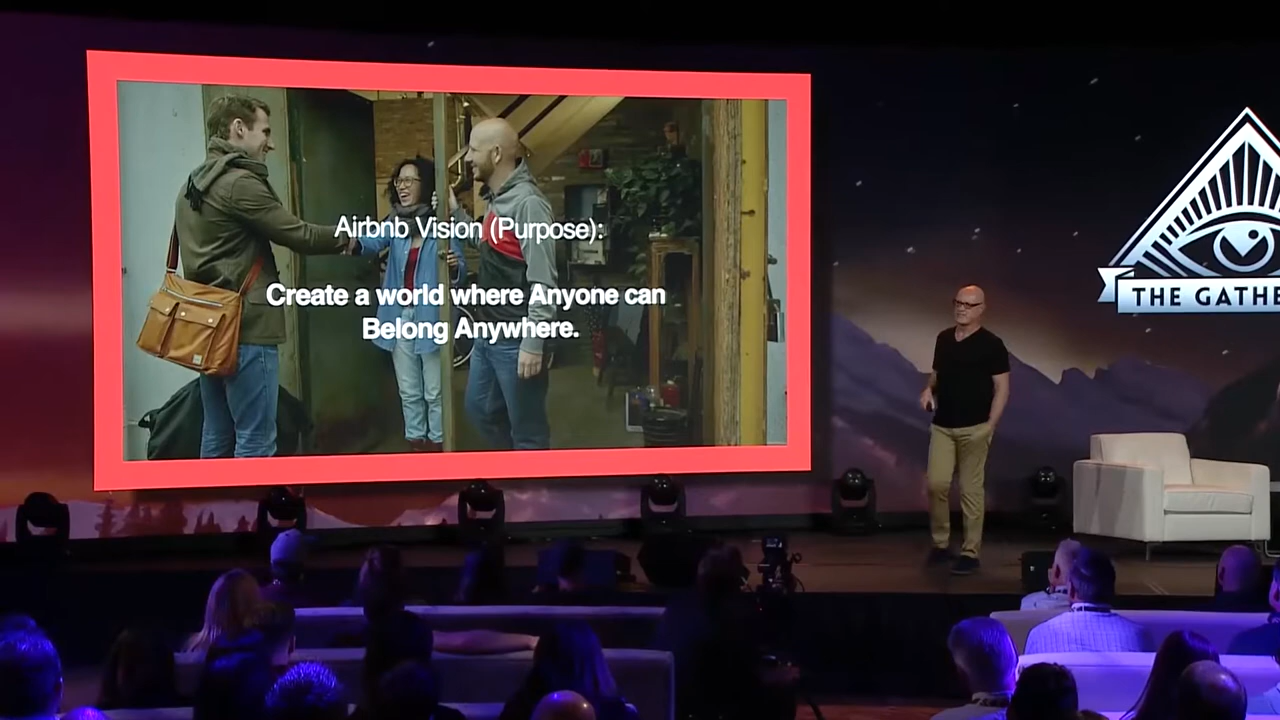 Airbnb Vision (Purpose):
Create a world where Anyone can
Belong Anywhere.
THE GATHE